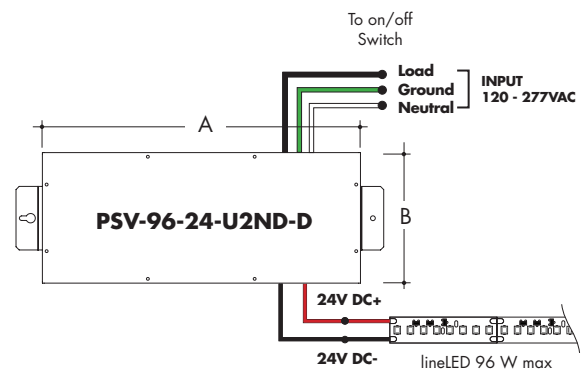 To on/off
Switch
Load
Ground
Neutral
INPUT
120 - 277VAC
A
B
PSV-96-24-U2ND-D
24V DC+
24V DC-
lineLED 96 W max